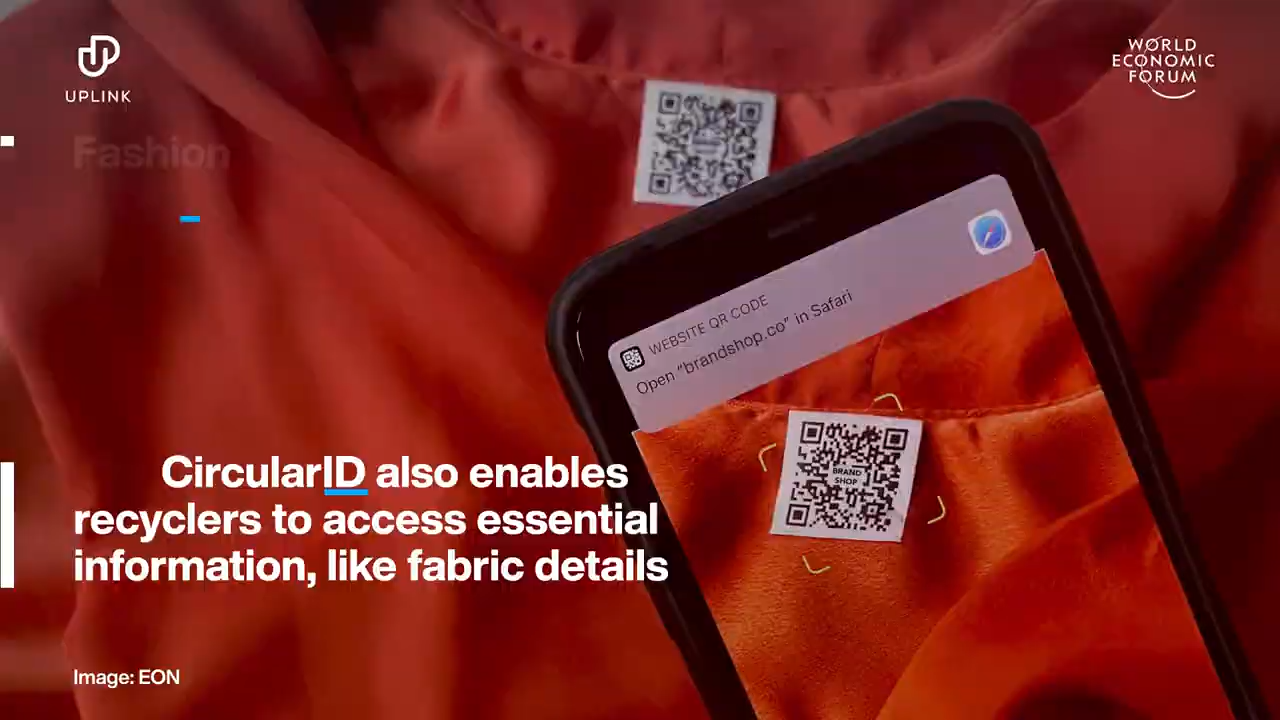 UPLINK
WORLD
ECONOMIC
FORUM
Fashion
WEBSITE QR CODE
Open “brandshop.co” in Safari
BRAND
SHOP
CircularID also enables
recyclers to access essential
information, like fabric details
Image: EON